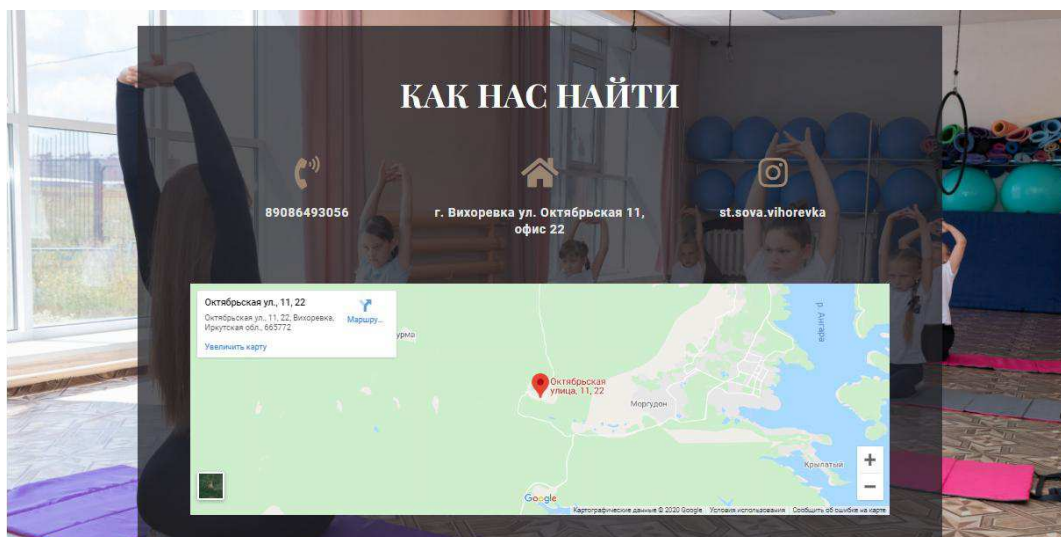 КАК НАС НАЙТИ
89086493056
г. Вихоревка ул. Октябрьская 11,
офис 22
st.sova.vihorevka
Октябрьская ул., 11, 22
Октябрьская ул., 11, 22, Вихоревка,
Иркутская обл., 665772
Маршру...
Увеличить карту
урма
р. Ангара
Октябрьская
улица, 11, 22
Моргудон
Крылатый
Google
Картографические данные © 2020 Google Условия использования Сообщить об ошибке на карте